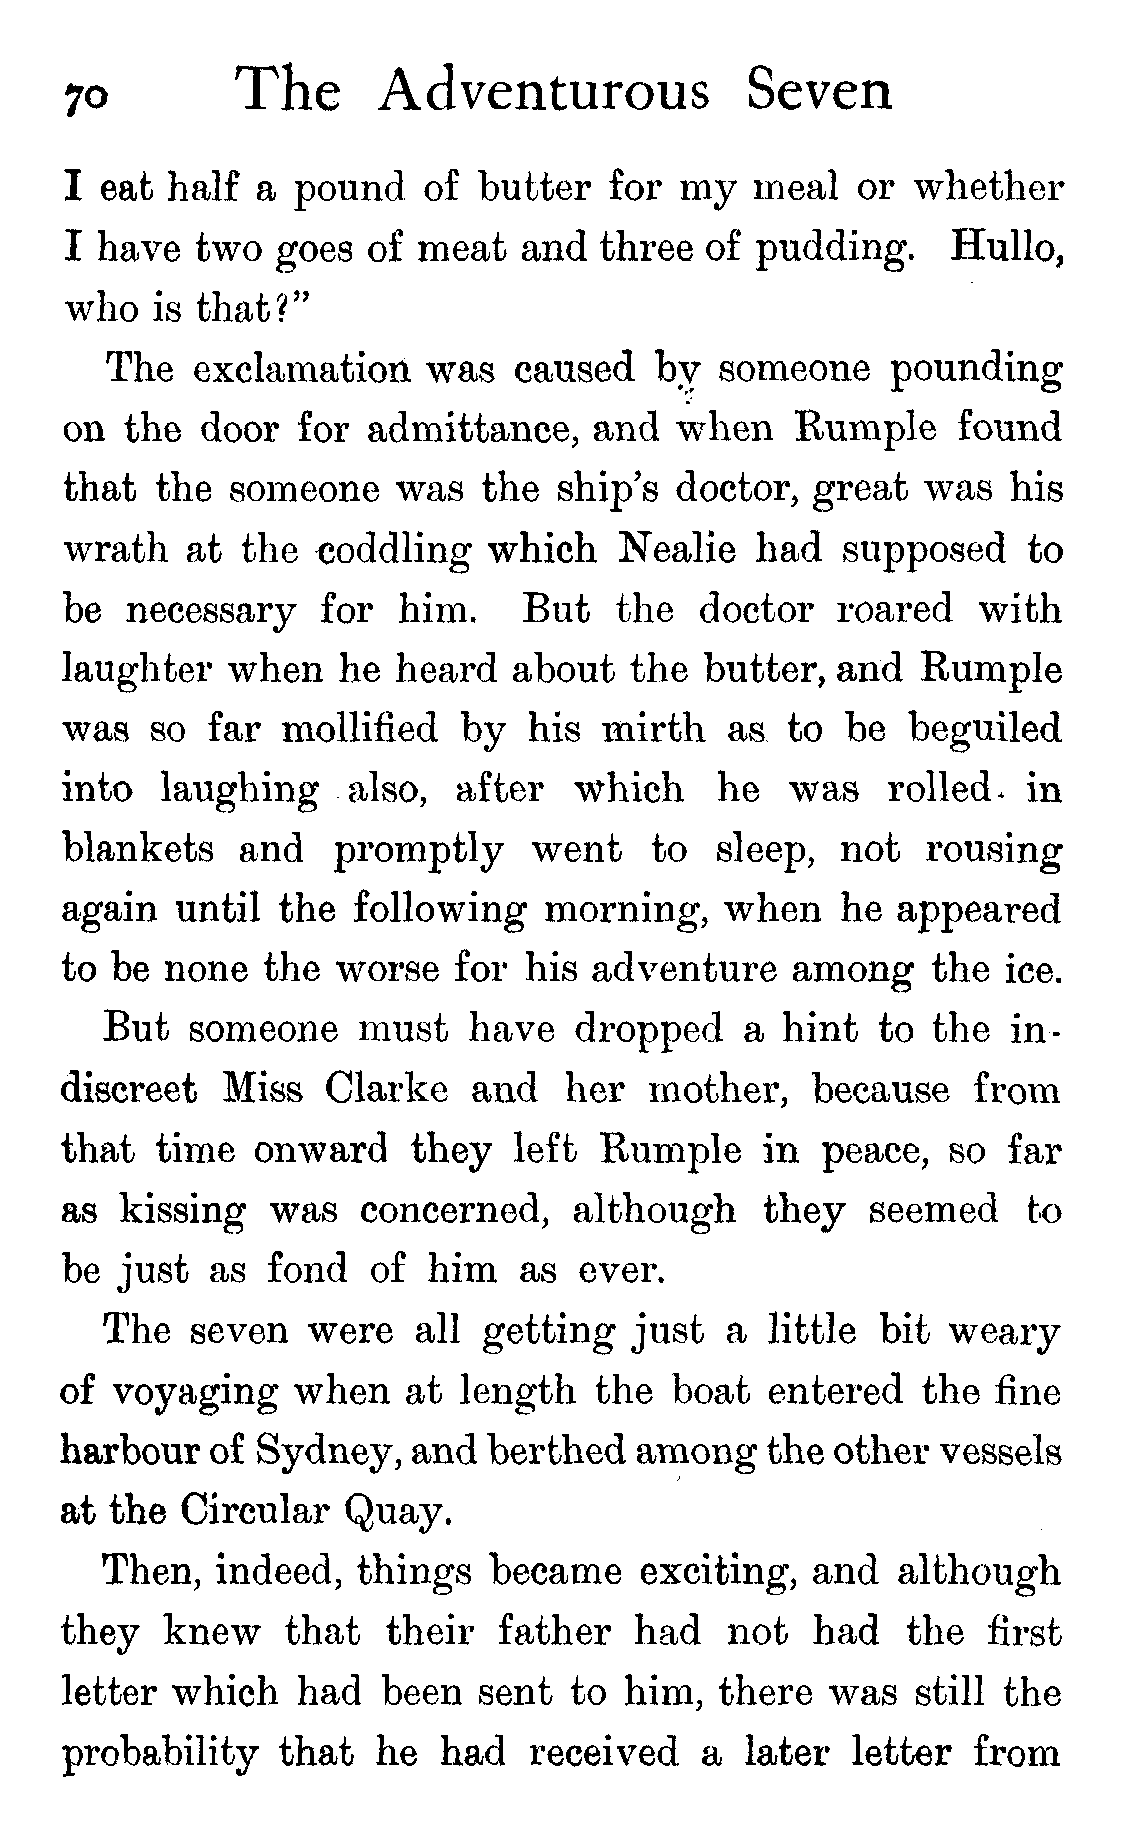 70 The Adventurous Seven
I eat half a pound of butter for my meal or whether
I have two goes of meat and three of pudding. Hullo,
who is that?”
The exclamation was caused by someone pounding
on the door for admittance, and when Rumple found
that the someone was the ship’s doctor, great was his
wrath at the coddling which Nealie had supposed to
be necessary for him. But the doctor roared with
laughter when he heard about the butter, and Rumple
was so far mollified by his mirth as to be beguiled
into laughing also, after which he was rolled in
blankets and promptly went to sleep, not rousing
again until the following morning, when he appeared
to be none the worse for his adventure among the ice.
But someone must have dropped a hint to the in-
discreet Miss Clarke and her mother, because from
that time onward they left Rumple in peace, so far
as kissing was concerned, although they seemed to
be just as fond of him as ever.
The seven were all getting just a little bit weary
of voyaging when at length the boat entered the fine
harbour of Sydney, and berthed among the other vessels
at the Circular Quay.
Then, indeed, things became exciting, and although
they knew that their father had not had the first
letter which had been sent to him, there was still the
probability that he had received a later letter from